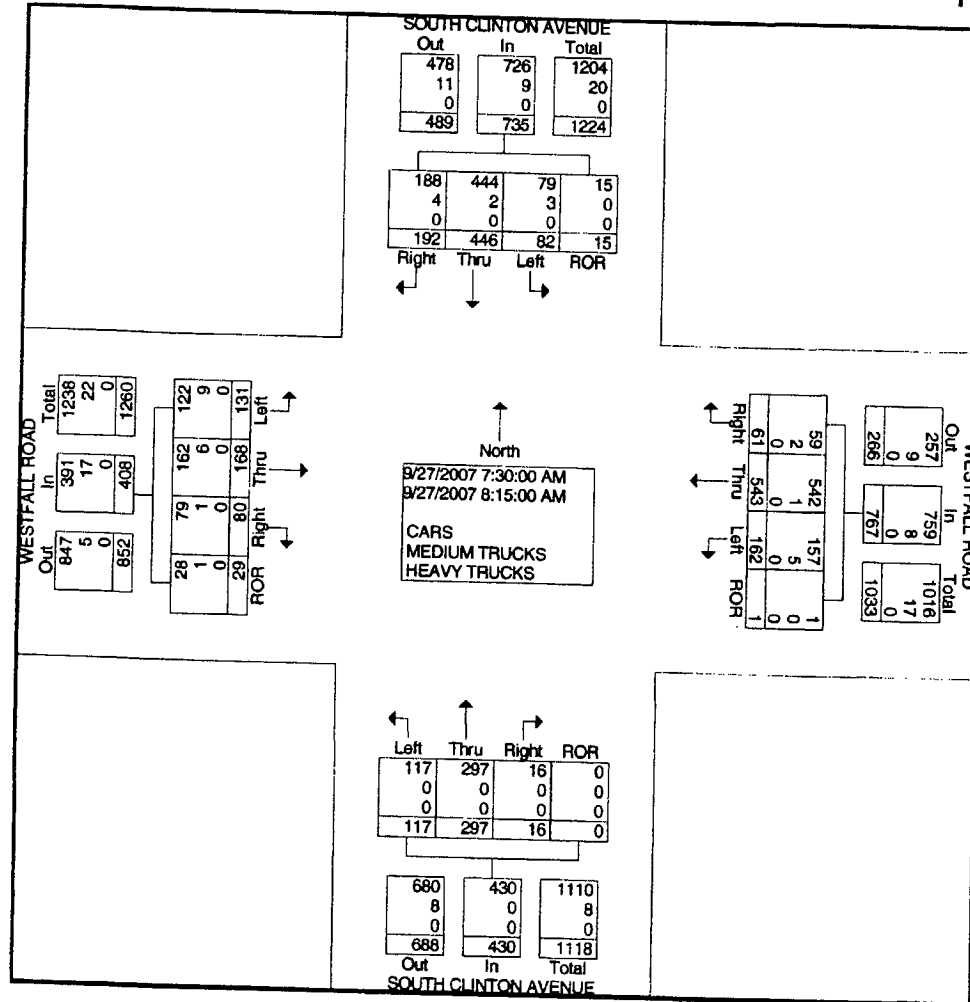 SOUTH CLINTON AVENUE
Out In Total
478 726 1204
11 9 20
0 0 0
489 735 1224
188 444 79 15
4 2 3 0
0 0 0 0
192 446 82 15
Right Thru Left ROR
WESTFALL ROAD
Total In Out
1238 391 847
22 17 5
0 0 0
1260 408 852
122 162 79 28
9 6 1 1
0 0 0 0
131 168 80 29
Left Thru Right ROR
North
9/27/2007 7:30:00 AM
9/27/2007 8:15:00 AM
CARS
MEDIUM TRUCKS
HEAVY TRUCKS
Right Thru Left ROR
59 542 157 1
2 1 5 0
0 0 0 0
61 543 162 1
WESTFALL ROAD
Out In Total
257 759 1016
9 8 17
0 0 0
266 767 1033
Left Thru Right ROR
117 297 16 0
0 0 0 0
0 0 0 0
117 297 16 0
680 430 1110
8 0 8
0 0 0
688 430 1118
Out In Total
SOUTH CLINTON AVENUE